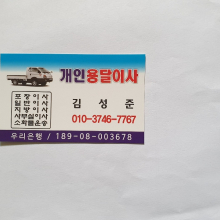 개인용달이사
포장이사
일반이사
지방이사
사무실이사
소화물운송
김성준
010-3746-7767
우리은행 / 189-08-003678